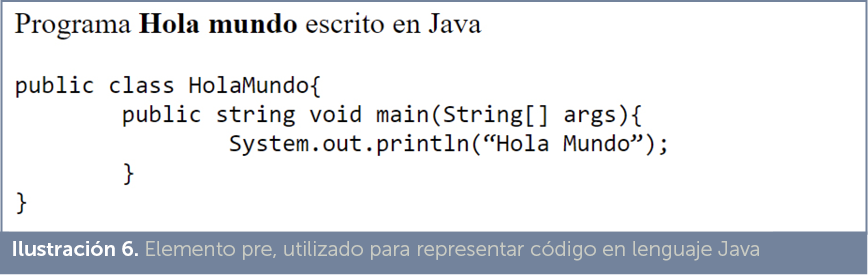 Programa Hola mundo escrito en Java
public class HolaMundo{
public string void main(String[] args){
System.out.println(“Hola Mundo”);
}
}
Ilustración 6. Elemento pre, utilizado para representar código en lenguaje Java